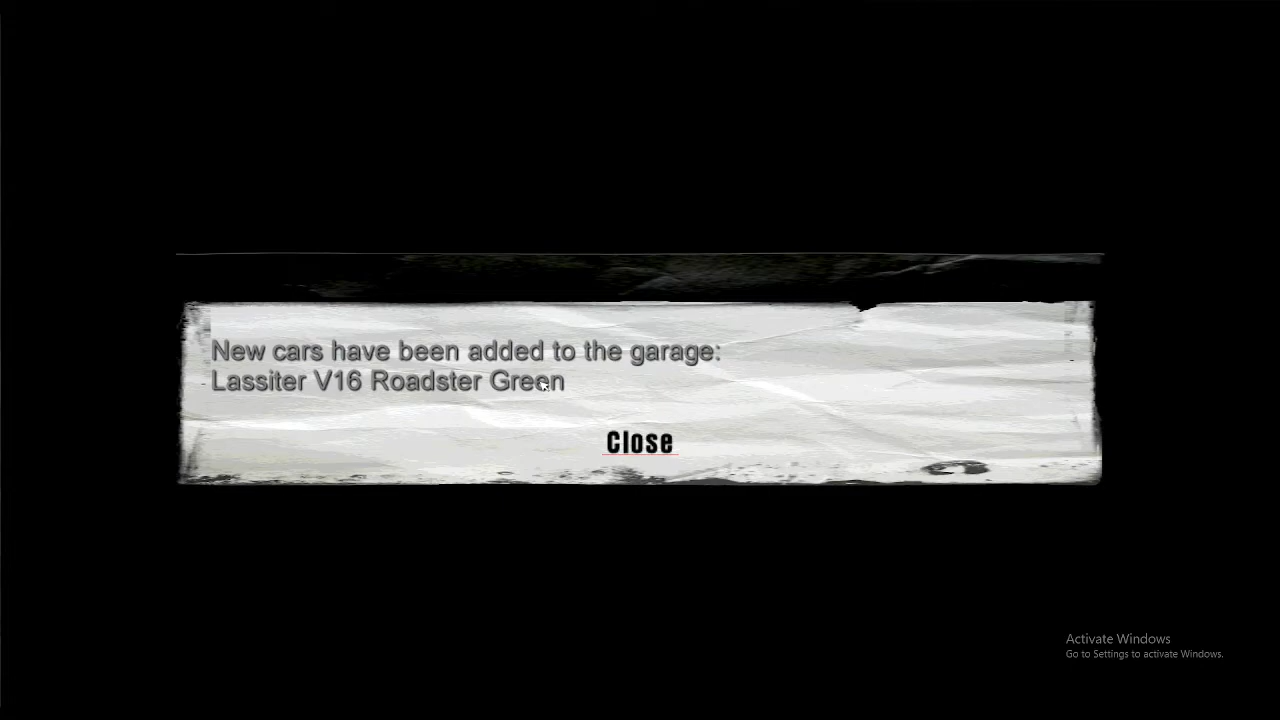 New cars have been added to the garage:
Lassiter V16 Roadster Green
Close
Activate Windows
Go to Settings to activate Windows.